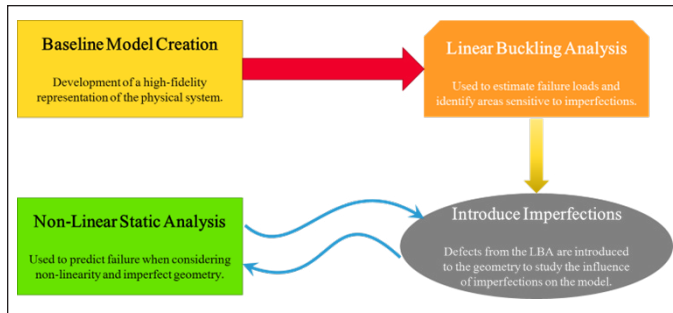 Baseline Model Creation
Development of a high-fidelity
representation of the physical system.
Linear Buckling Analysis
Used to estimate failure loads and
identify areas sensitive to imperfections.
Non-Linear Static Analysis
Used to predict failure when considering
non-linearity and imperfect geometry.
Introduce Imperfections
Defects from the LBA are introduced
to the geometry to study the influence
of imperfections on the model.